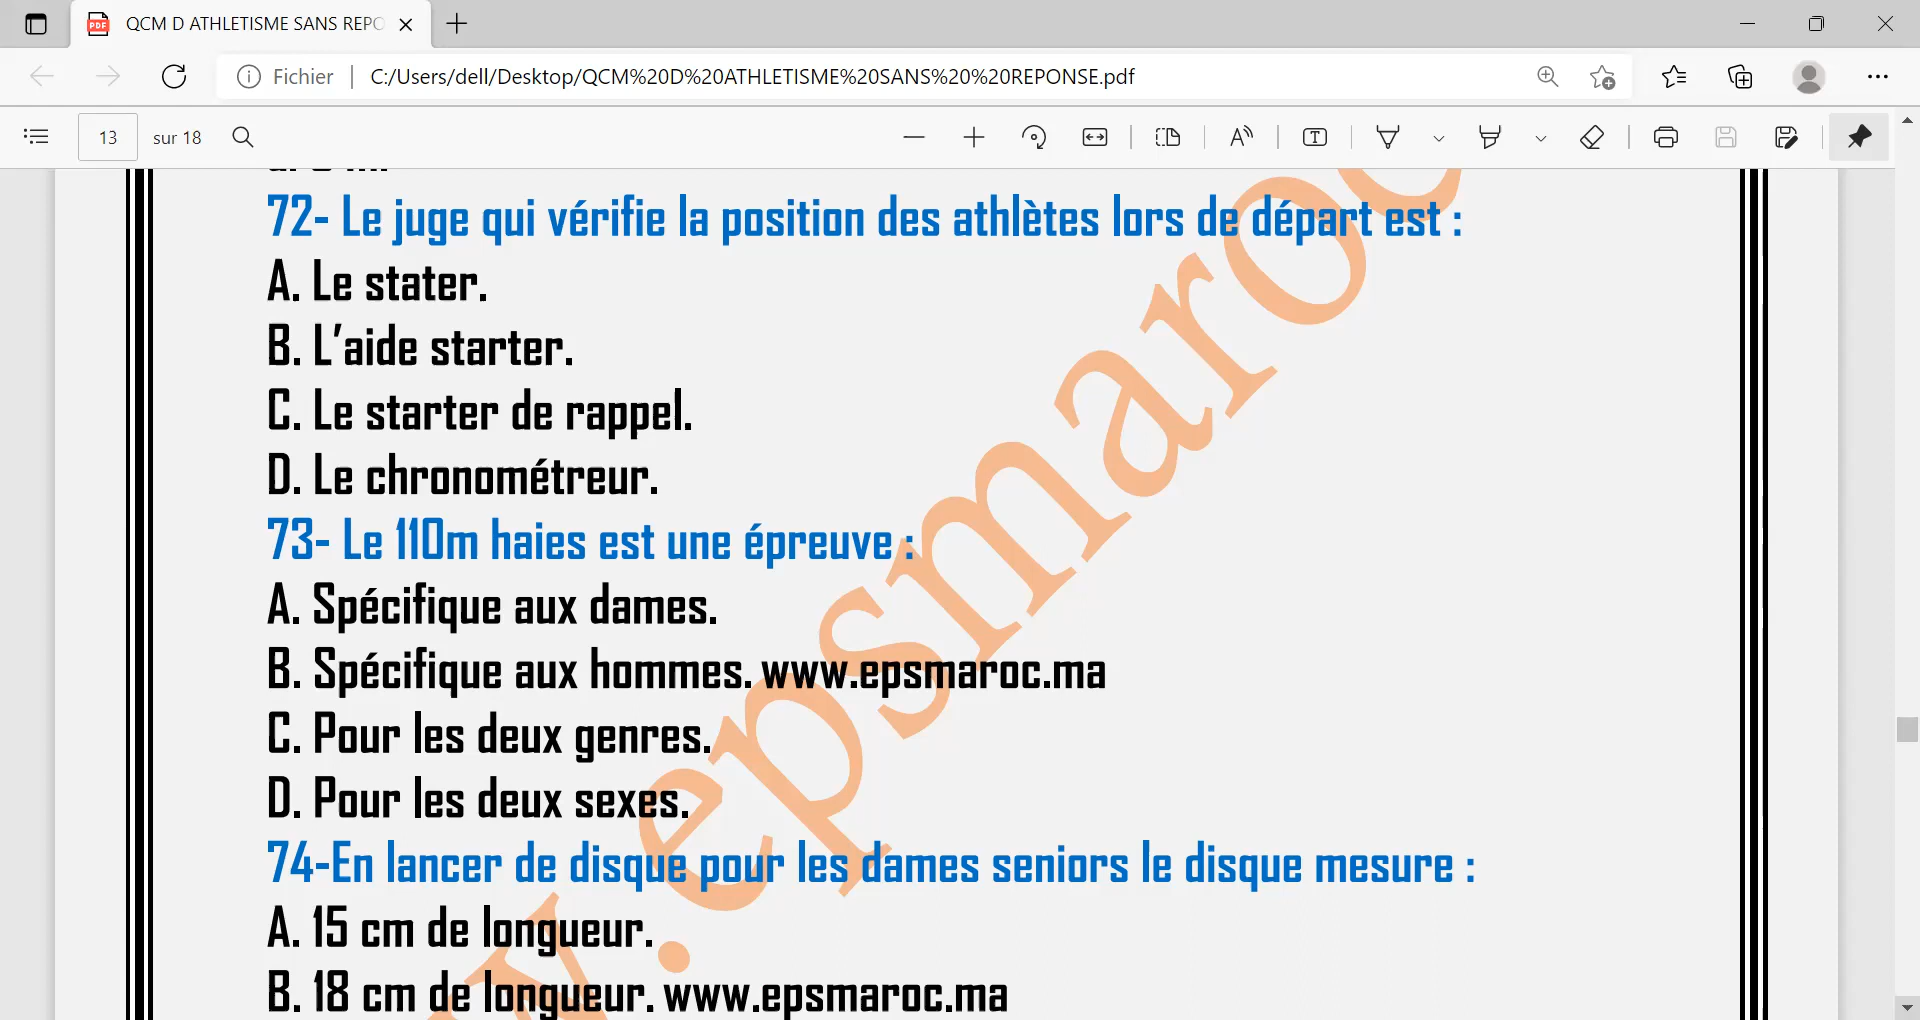 QCM D ATHLETISME SANS REPO
Fichier C:/Users/dell/Desktop/QCM%20D%20ATHLETISME%20SANS%20%20REPONSE.pdf
13 sur 18
72- Le juge qui vérifie la position des athlètes lors de départ est :
A. Le stater.
B. L'aide starter.
C. Le starter de rappel.
D. Le chronométreur.
73- Le 110m haies est une épreuve :
A. Spécifique aux dames.
B. Spécifique aux hommes. www.epsmaroc.ma
C. Pour les deux genres.
D. Pour les deux sexes.
74-En lancer de disque pour les dames seniors le disque mesure :
A. 15 cm de longueur.
B. 18 cm de longueur. www.epsmaroc.ma
w.epsmaroc